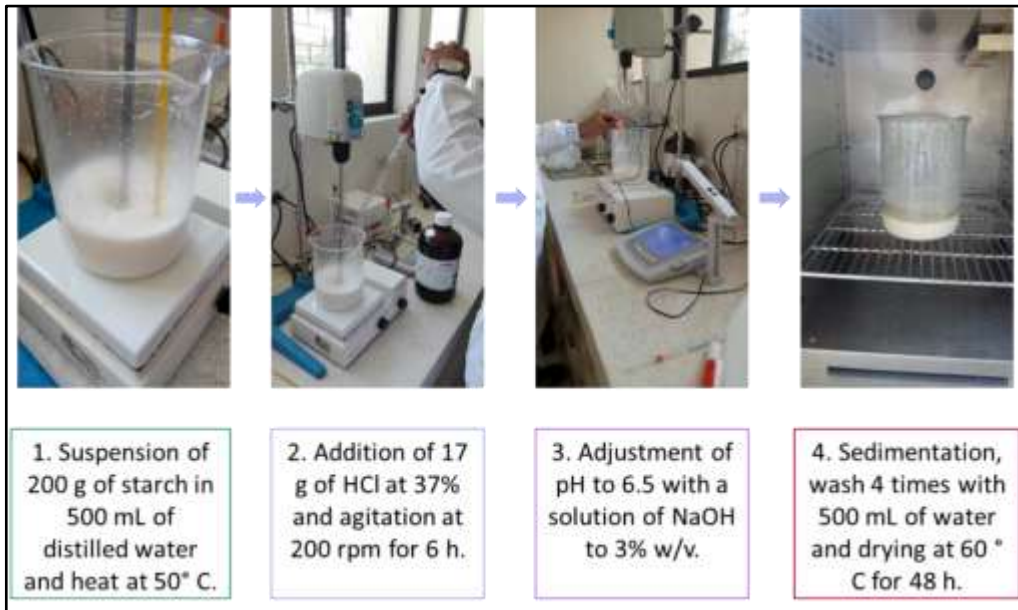 1. Suspension of
200 g of starch in
500 mL of
distilled water
and heat at 50° C.
2. Addition of 17
g of HCl at 37%
and agitation at
200 rpm for 6 h.
3. Adjustment of
pH to 6.5 with a
solution of NaOH
to 3% w/v.
4. Sedimentation,
wash 4 times with
500 mL of water
and drying at 60 °
C for 48 h.